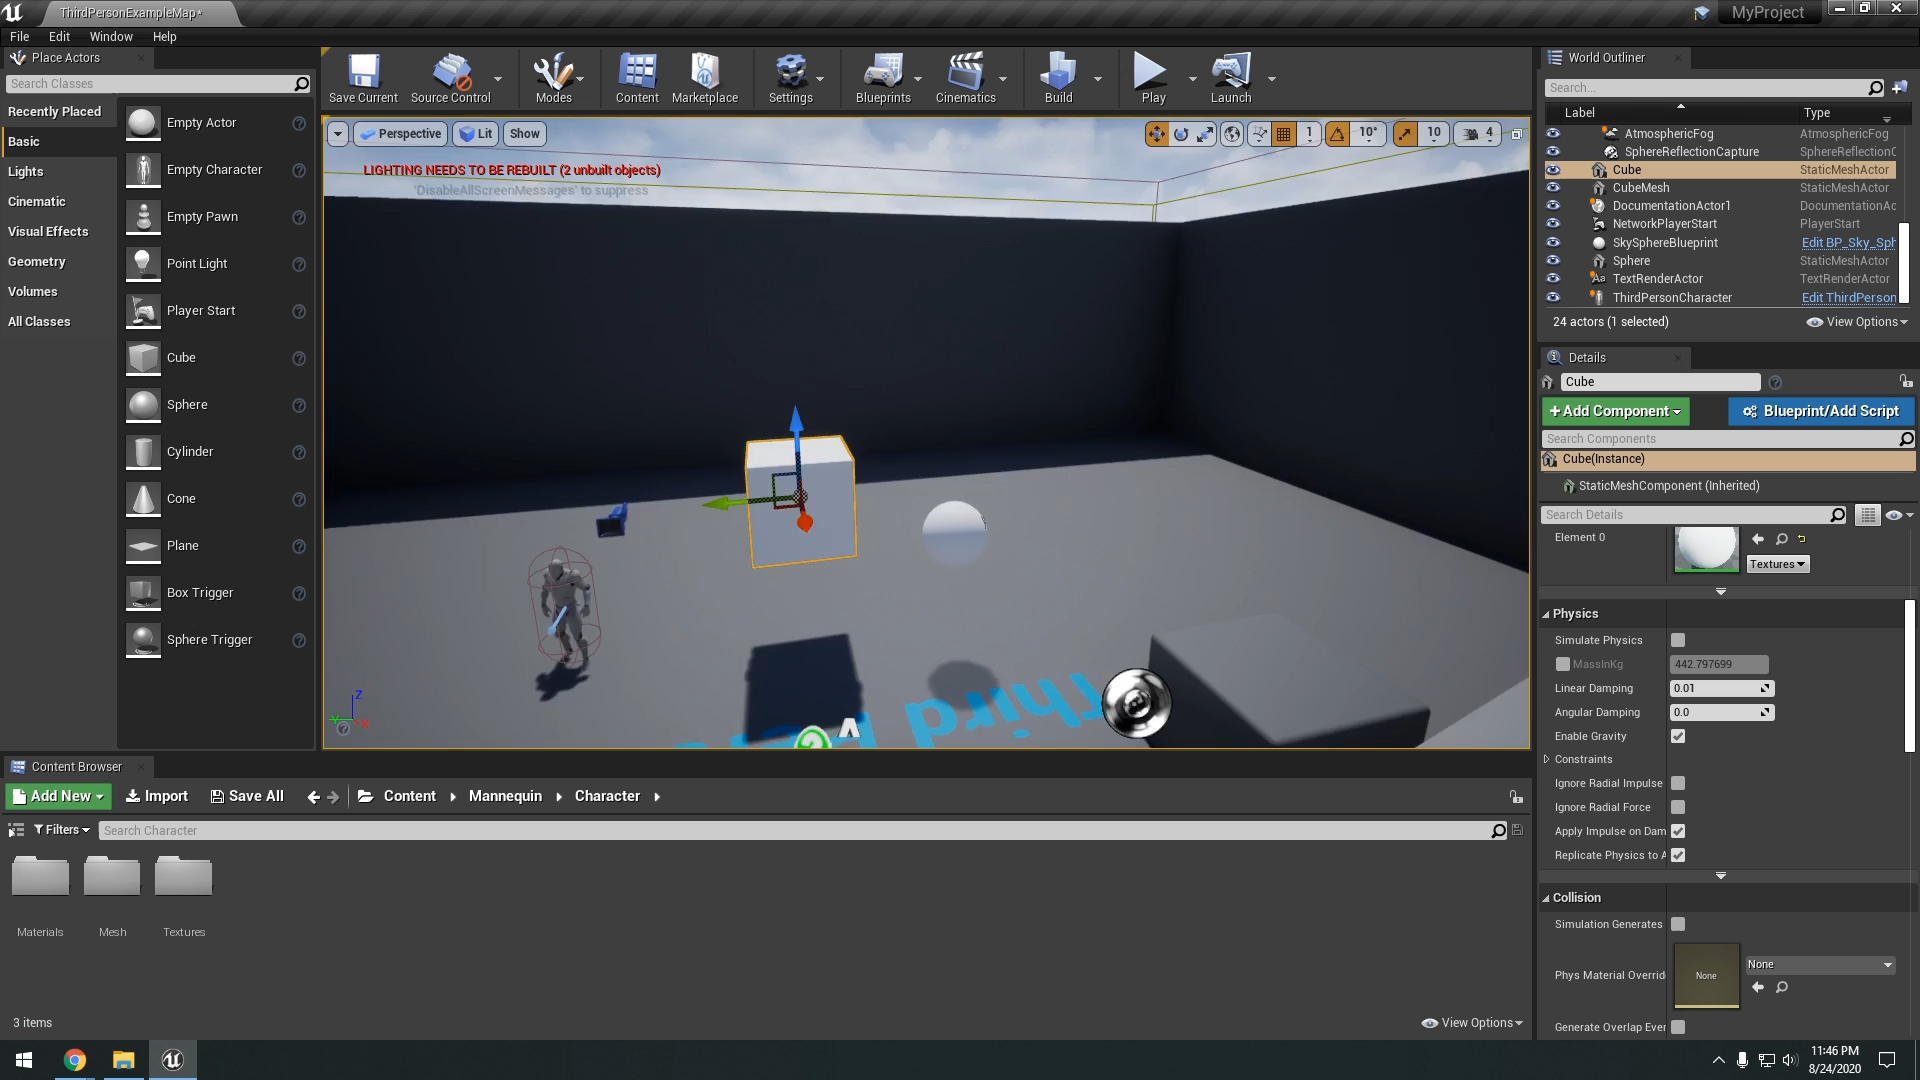 ThirdPersonExampleMap*
MyProject
File Edit Window Help
Place Actors
Search Classes
Recently Placed
Basic
Lights
Cinematic
Visual Effects
Geometry
Volumes
All Classes
Empty Actor
Empty Character
Empty Pawn
Point Light
Player Start
Cube
Sphere
Cylinder
Cone
Plane
Box Trigger
Sphere Trigger
Save Current
Source Control
Modes
Content
Marketplace
Settings
Blueprints
Cinematics
Build
Play
Launch
Perspective
Lit
Show
1
10°
10
4
LIGHTING NEEDS TO BE REBUILT (2 unbuilt objects)
'DisableAllScreenMessages' to suppress
Third
A
Z
Y
X
World Outliner
Search...
Label Type
AtmosphericFog AtmosphericFog
SphereReflectionCapture SphereReflectionC
Cube StaticMeshActor
CubeMesh StaticMeshActor
DocumentationActor1 DocumentationAc
NetworkPlayerStart PlayerStart
SkySphereBlueprint Edit BP_Sky_Sph
Sphere StaticMeshActor
Aa TextRenderActor TextRenderActor
ThirdPersonCharacter Edit ThirdPerson
24 actors (1 selected)
View Options
Details
Cube
+Add Component
Blueprint/Add Script
Search Components
Cube(Instance)
StaticMeshComponent (Inherited)
Search Details
Element 0
Textures
Physics
Simulate Physics
MassInKg 442.797699
Linear Damping 0.01
Angular Damping 0.0
Enable Gravity
Constraints
Ignore Radial Impulse
Ignore Radial Force
Apply Impulse on Dam
Replicate Physics to A
Collision
Simulation Generates
Phys Material Overrid
None
None
Generate Overlap Ever
Content Browser
Add New
Import
Save All
Content
Mannequin
Character
Filters
Search Character
Materials
Mesh
Textures
3 items
View Options
11:46 PM
8/24/2020